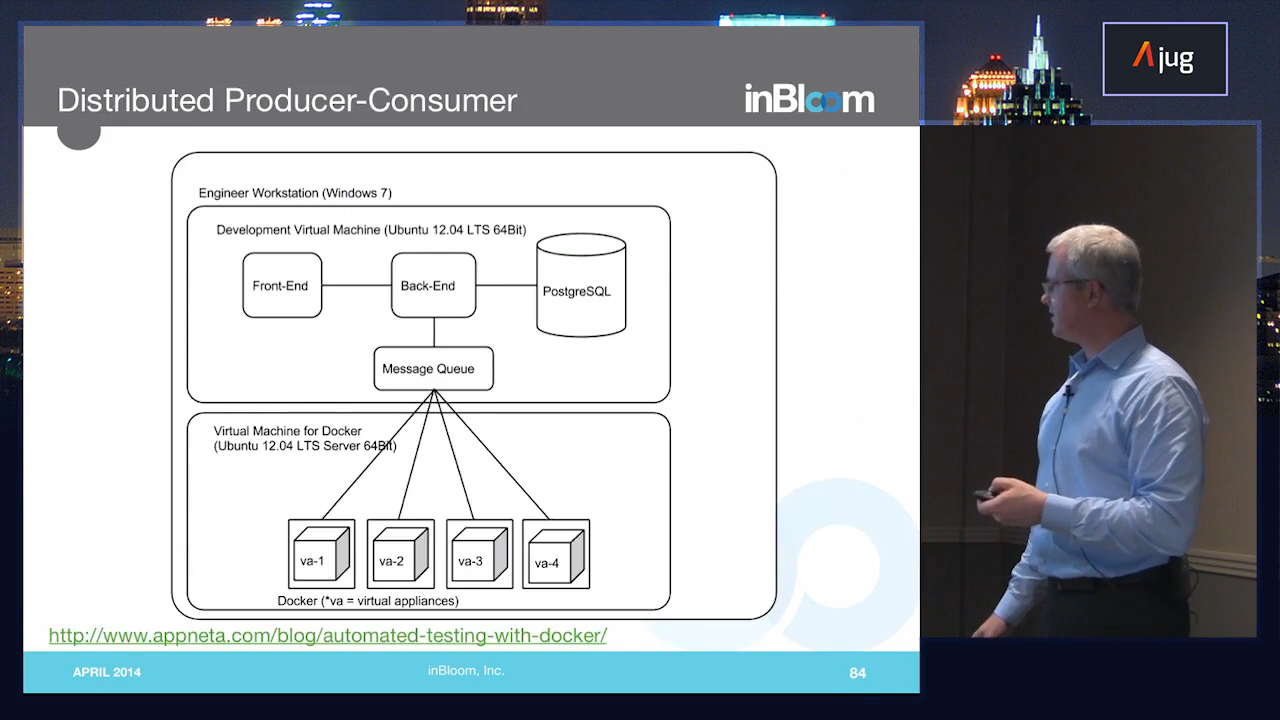 Distributed Producer-Consumer
inBloom
Ajug
Engineer Workstation (Windows 7)
Development Virtual Machine (Ubuntu 12.04 LTS 64Bit)
Front-End
Back-End
PostgreSQL
Message Queue
Virtual Machine for Docker
(Ubuntu 12.04 LTS Server 64Bit)
va-1
va-2
va-3
va-4
Docker (*va = virtual appliances)
http://www.appneta.com/blog/automated-testing-with-docker/
APRIL 2014
inBloom, Inc.
84